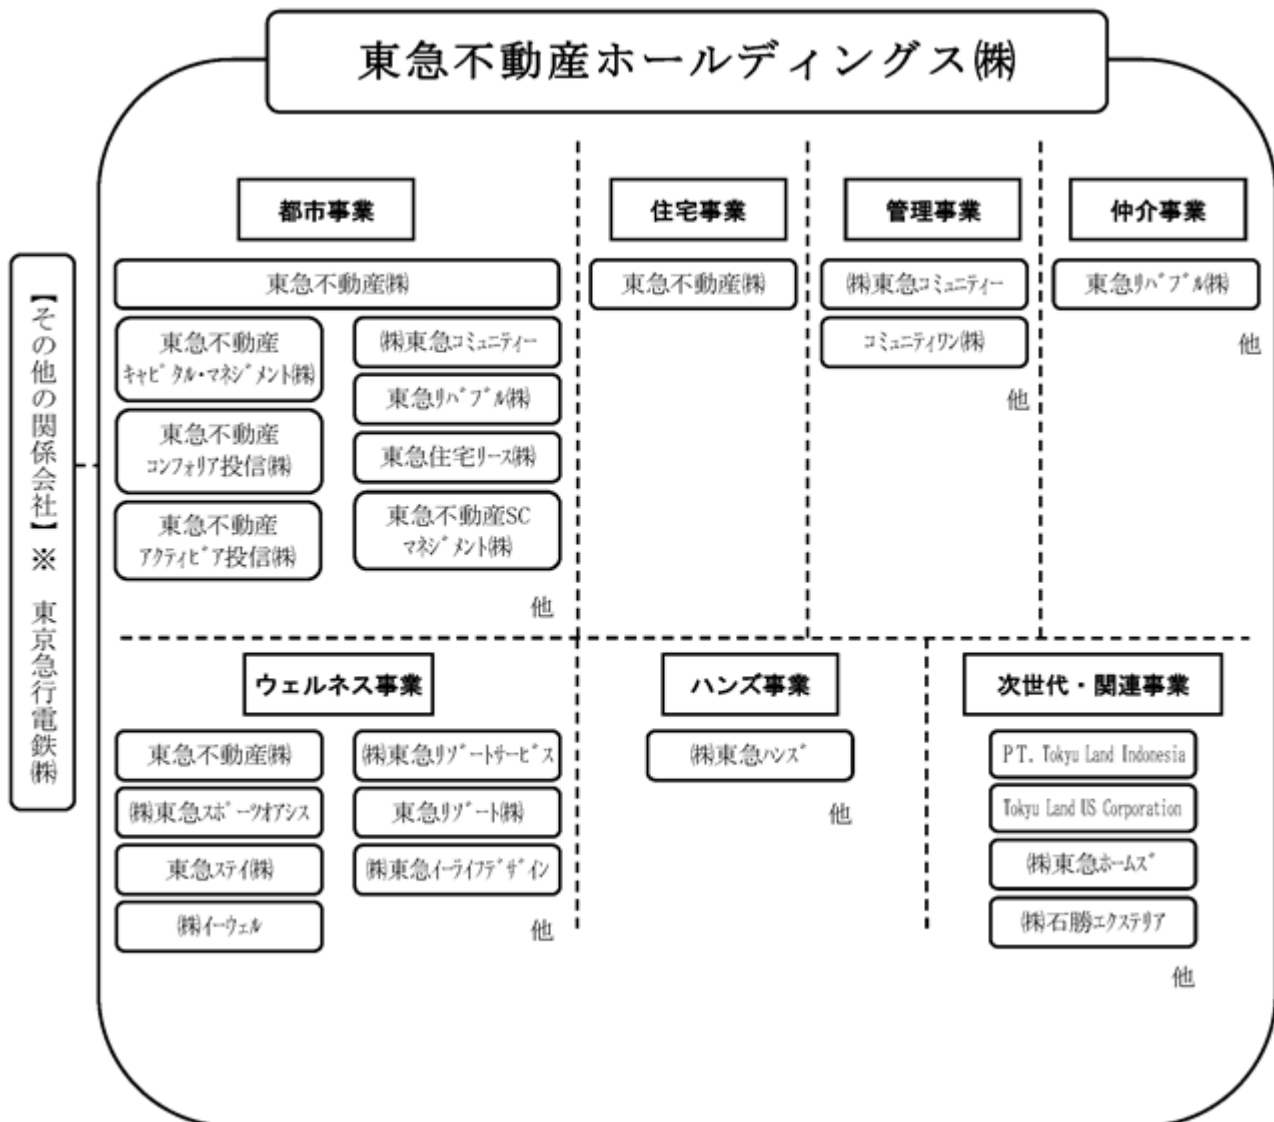 東急不動産ホールディングス㈱
【その他の関係会社】※　東京急行電鉄㈱
都市事業
東急不動産㈱
東急不動産
ｷｬﾋﾟﾀﾙ･ﾏﾈｼﾞﾒﾝﾄ㈱
東急不動産
ｺﾝﾌｫﾘｱ投信㈱
東急不動産
ｱｸﾃｨﾋﾞｱ投信㈱
㈱東急ｺﾐｭﾆﾃｨｰ
東急ﾘﾊﾞﾌﾞﾙ㈱
東急住宅ﾘｰｽ㈱
東急不動産SC
ﾏﾈｼﾞﾒﾝﾄ㈱
他
住宅事業
東急不動産㈱
管理事業
㈱東急ｺﾐｭﾆﾃｨｰ
ｺﾐｭﾆﾃｨﾜﾝ㈱
他
仲介事業
東急ﾘﾊﾞﾌﾞﾙ㈱
他
ウェルネス事業
東急不動産㈱
㈱東急ｽﾎﾟｰﾂｵｱｼｽ
東急ｽﾃｲ㈱
㈱ｲｰｳｪﾙ
㈱東急ﾘｿﾞｰﾄｻｰﾋﾞｽ
東急ﾘｿﾞｰﾄ㈱
㈱東急ｲｰﾗｲﾌﾃﾞｻﾞｲﾝ
他
ハンズ事業
㈱東急ﾊﾝｽﾞ
他
次世代・関連事業
PT. Tokyu Land Indonesia
Tokyu Land US Corporation
㈱東急ﾎｰﾑｽﾞ
㈱石勝ｴｸｽﾃﾘｱ
他